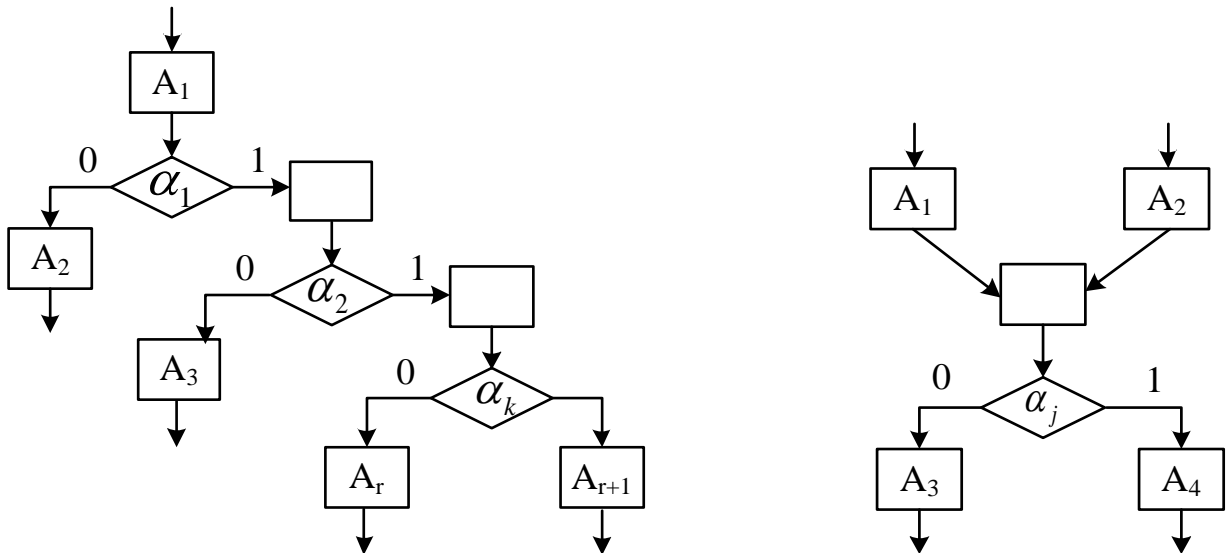 A₁
0 α₁ 1
A₂
0 α₂ 1
A₃
0 αₖ
Aᵣ Aᵣ₊₁
A₁ A₂
0 αⱼ 1
A₃ A₄